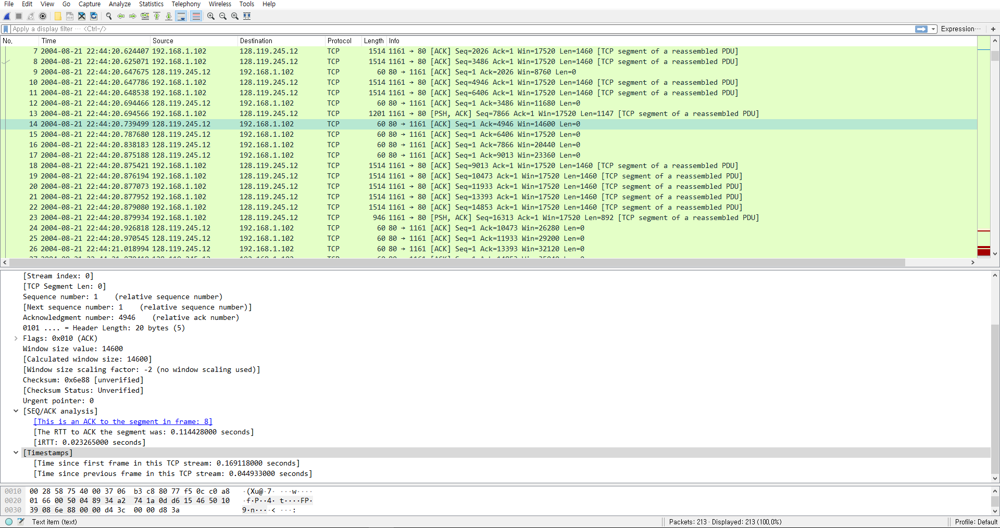 File Edit View Go Capture Analyze Statistics Telephony Wireless Tools Help
Apply a display filter ··· <Ctrl-/> Expression··· +
No. Time Source Destination Protocol Length Info
7 2004-08-21 22:44:20.624407 192.168.1.102 128.119.245.12 TCP 1514 1161 → 80 [ACK] Seq=2026 Ack=1 Win=17520 Len=1460 [TCP segment of a reassembled PDU]
8 2004-08-21 22:44:20.625071 192.168.1.102 128.119.245.12 TCP 1514 1161 → 80 [ACK] Seq=3486 Ack=1 Win=17520 Len=1460 [TCP segment of a reassembled PDU]
9 2004-08-21 22:44:20.647675 128.119.245.12 192.168.1.102 TCP 60 80 → 1161 [ACK] Seq=1 Ack=2026 Win=8760 Len=0
10 2004-08-21 22:44:20.647786 192.168.1.102 128.119.245.12 TCP 1514 1161 → 80 [ACK] Seq=4946 Ack=1 Win=17520 Len=1460 [TCP segment of a reassembled PDU]
11 2004-08-21 22:44:20.648538 192.168.1.102 128.119.245.12 TCP 1514 1161 → 80 [ACK] Seq=6406 Ack=1 Win=17520 Len=1460 [TCP segment of a reassembled PDU]
12 2004-08-21 22:44:20.694466 128.119.245.12 192.168.1.102 TCP 60 80 → 1161 [ACK] Seq=1 Ack=3486 Win=11680 Len=0
13 2004-08-21 22:44:20.694566 192.168.1.102 128.119.245.12 TCP 1201 1161 → 80 [PSH, ACK] Seq=7866 Ack=1 Win=17520 Len=1147 [TCP segment of a reassembled PDU]
14 2004-08-21 22:44:20.739499 128.119.245.12 192.168.1.102 TCP 60 80 → 1161 [ACK] Seq=1 Ack=4946 Win=14600 Len=0
15 2004-08-21 22:44:20.787680 128.119.245.12 192.168.1.102 TCP 60 80 → 1161 [ACK] Seq=1 Ack=6406 Win=17520 Len=0
16 2004-08-21 22:44:20.838183 128.119.245.12 192.168.1.102 TCP 60 80 → 1161 [ACK] Seq=1 Ack=7866 Win=20440 Len=0
17 2004-08-21 22:44:20.875188 128.119.245.12 192.168.1.102 TCP 60 80 → 1161 [ACK] Seq=1 Ack=9013 Win=23360 Len=0
18 2004-08-21 22:44:20.875421 192.168.1.102 128.119.245.12 TCP 1514 1161 → 80 [ACK] Seq=9013 Ack=1 Win=17520 Len=1460 [TCP segment of a reassembled PDU]
19 2004-08-21 22:44:20.876194 192.168.1.102 128.119.245.12 TCP 1514 1161 → 80 [ACK] Seq=10473 Ack=1 Win=17520 Len=1460 [TCP segment of a reassembled PDU]
20 2004-08-21 22:44:20.877073 192.168.1.102 128.119.245.12 TCP 1514 1161 → 80 [ACK] Seq=11933 Ack=1 Win=17520 Len=1460 [TCP segment of a reassembled PDU]
21 2004-08-21 22:44:20.877952 192.168.1.102 128.119.245.12 TCP 1514 1161 → 80 [ACK] Seq=13393 Ack=1 Win=17520 Len=1460 [TCP segment of a reassembled PDU]
22 2004-08-21 22:44:20.879080 192.168.1.102 128.119.245.12 TCP 1514 1161 → 80 [ACK] Seq=14853 Ack=1 Win=17520 Len=1460 [TCP segment of a reassembled PDU]
23 2004-08-21 22:44:20.879934 192.168.1.102 128.119.245.12 TCP 946 1161 → 80 [PSH, ACK] Seq=16313 Ack=1 Win=17520 Len=892 [TCP segment of a reassembled PDU]
24 2004-08-21 22:44:20.926818 128.119.245.12 192.168.1.102 TCP 60 80 → 1161 [ACK] Seq=1 Ack=10473 Win=26280 Len=0
25 2004-08-21 22:44:20.970545 128.119.245.12 192.168.1.102 TCP 60 80 → 1161 [ACK] Seq=1 Ack=11933 Win=29200 Len=0
26 2004-08-21 22:44:21.018994 128.119.245.12 192.168.1.102 TCP 60 80 → 1161 [ACK] Seq=1 Ack=13393 Win=32120 Len=0
[Stream index: 0]
[TCP Segment Len: 0]
Sequence number: 1 (relative sequence number)
[Next sequence number: 1 (relative sequence number)]
Acknowledgment number: 4946 (relative ack number)
0101 .... = Header Length: 20 bytes (5)
Flags: 0x010 (ACK)
Window size value: 14600
[Calculated window size: 14600]
[Window size scaling factor: -2 (no window scaling used)]
Checksum: 0x6e88 [unverified]
[Checksum Status: Unverified]
Urgent pointer: 0
[SEQ/ACK analysis]
[This is an ACK to the segment in frame: 8]
[The RTT to ACK the segment was: 0.114428000 seconds]
[iRTT: 0.023265000 seconds]
[Timestamps]
[Time since first frame in this TCP stream: 0.169118000 seconds]
[Time since previous frame in this TCP stream: 0.044933000 seconds]
0010 00 28 58 75 40 00 37 06 b3 c8 80 77 f5 0c c0 a8 ·(Xu@·7· ···w····
0020 01 66 00 50 04 89 34 a2 74 1a 0d d6 15 46 50 10 ·f·P··4· t····FP·
0030 39 08 6e 88 00 00 d4 3c 00 00 d8 3a 9·n····< ···:
Text item (text) Packets: 213 · Displayed: 213 (100.0%) Profile: Default